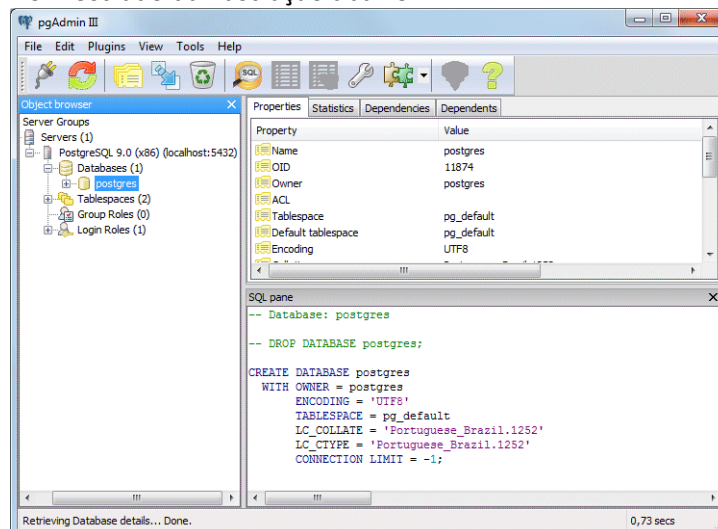 pgAdmin III
File Edit Plugins View Tools Help
SQL
Object browser
Server Groups
Servers (1)
PostgreSQL 9.0 (x86) (localhost:5432)
Databases (1)
postgres
Tablespaces (2)
Group Roles (0)
Login Roles (1)
Properties Statistics Dependencies Dependents
Property Value
Name postgres
OID 11874
Owner postgres
ACL
Tablespace pg_default
Default tablespace pg_default
Encoding UTF8
SQL pane
-- Database: postgres
-- DROP DATABASE postgres;
CREATE DATABASE postgres
WITH OWNER = postgres
ENCODING = 'UTF8'
TABLESPACE = pg_default
LC_COLLATE = 'Portuguese_Brazil.1252'
LC_CTYPE = 'Portuguese_Brazil.1252'
CONNECTION LIMIT = -1;
Retrieving Database details... Done. 0,73 secs